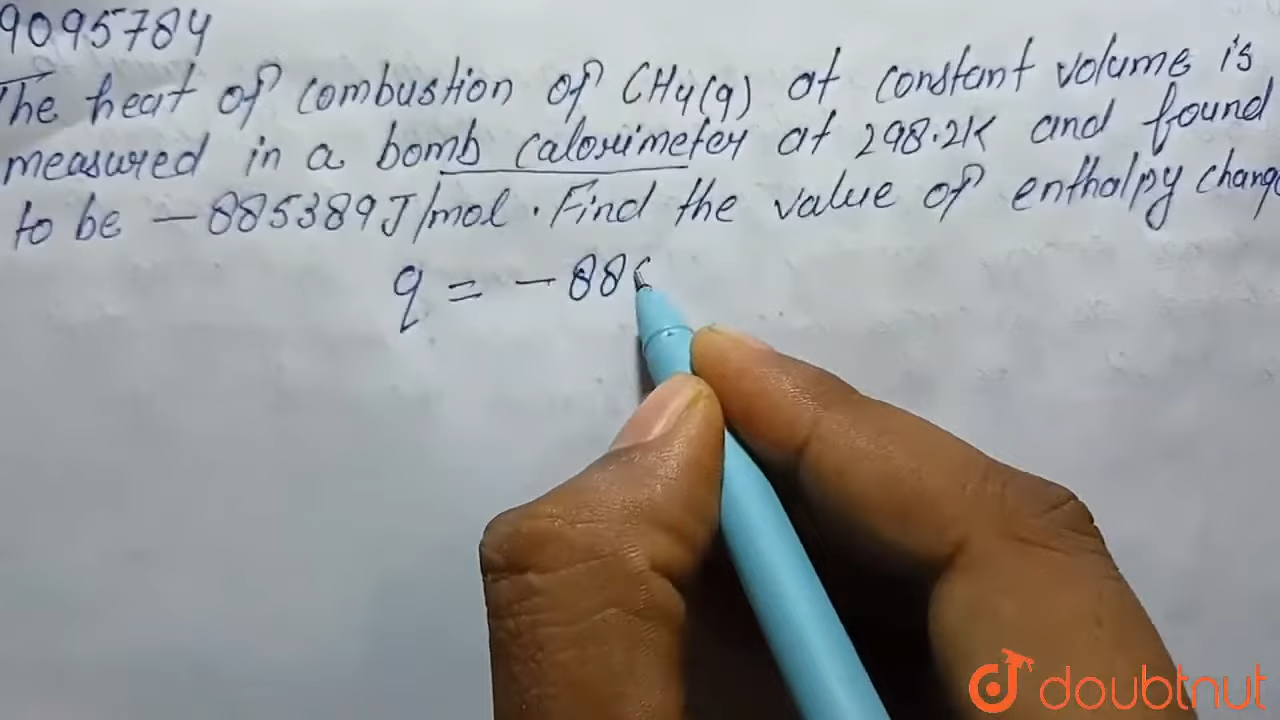 9095784
The heat of combustion of CH4(g) at constant volume is
measured in a bomb calorimeter at 298.2K and found
to be -885389J/mol. Find the value of enthalpy change
q = -88
doubtnut